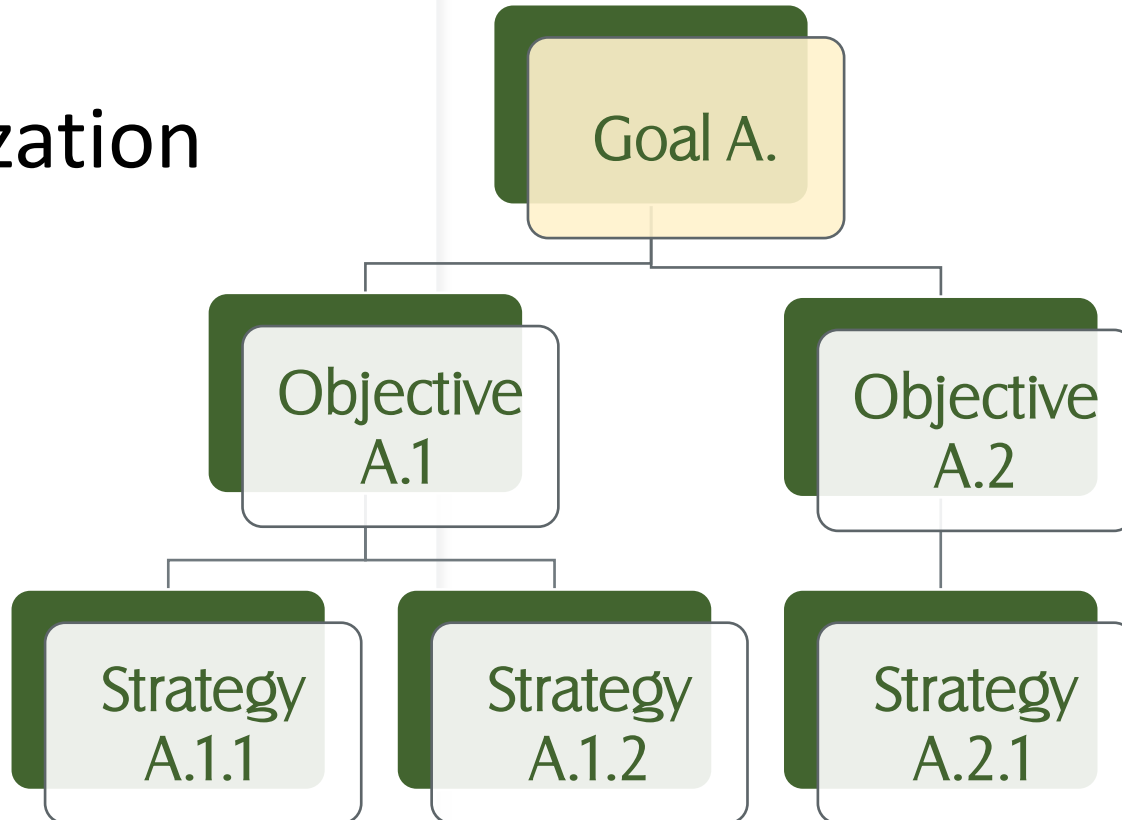 zation
Goal A.
Objective
A.1
Objective
A.2
Strategy
A.1.1
Strategy
A.1.2
Strategy
A.2.1